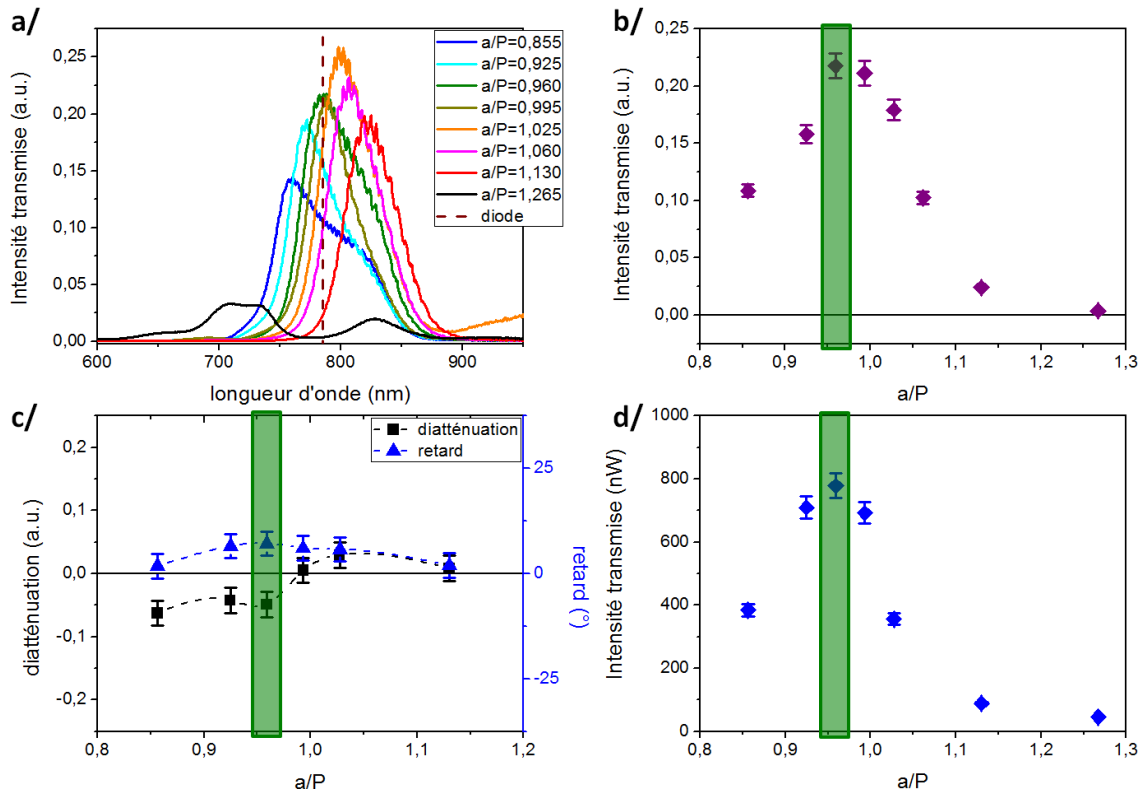 a/
Intensité transmise (a.u.)
0,25
0,20
0,15
0,10
0,05
0,00
600
700
800
900
longueur d'onde (nm)
a/P=0,855
a/P=0,925
a/P=0,960
a/P=0,995
a/P=1,025
a/P=1,060
a/P=1,130
a/P=1,265
diode
b/
Intensité transmise (a.u.)
0,25
0,20
0,15
0,10
0,05
0,00
0,8
0,9
1,0
1,1
1,2
1,3
a/P
c/
diatténuation (a.u.)
0,2
0,1
0,0
-0,1
-0,2
diatténuation
retard
25
0
-25
retard (°)
0,8
0,9
1,0
1,1
1,2
a/P
d/
Intensité transmise (nW)
1000
800
600
400
200
0
0,8
0,9
1,0
1,1
1,2
1,3
a/P